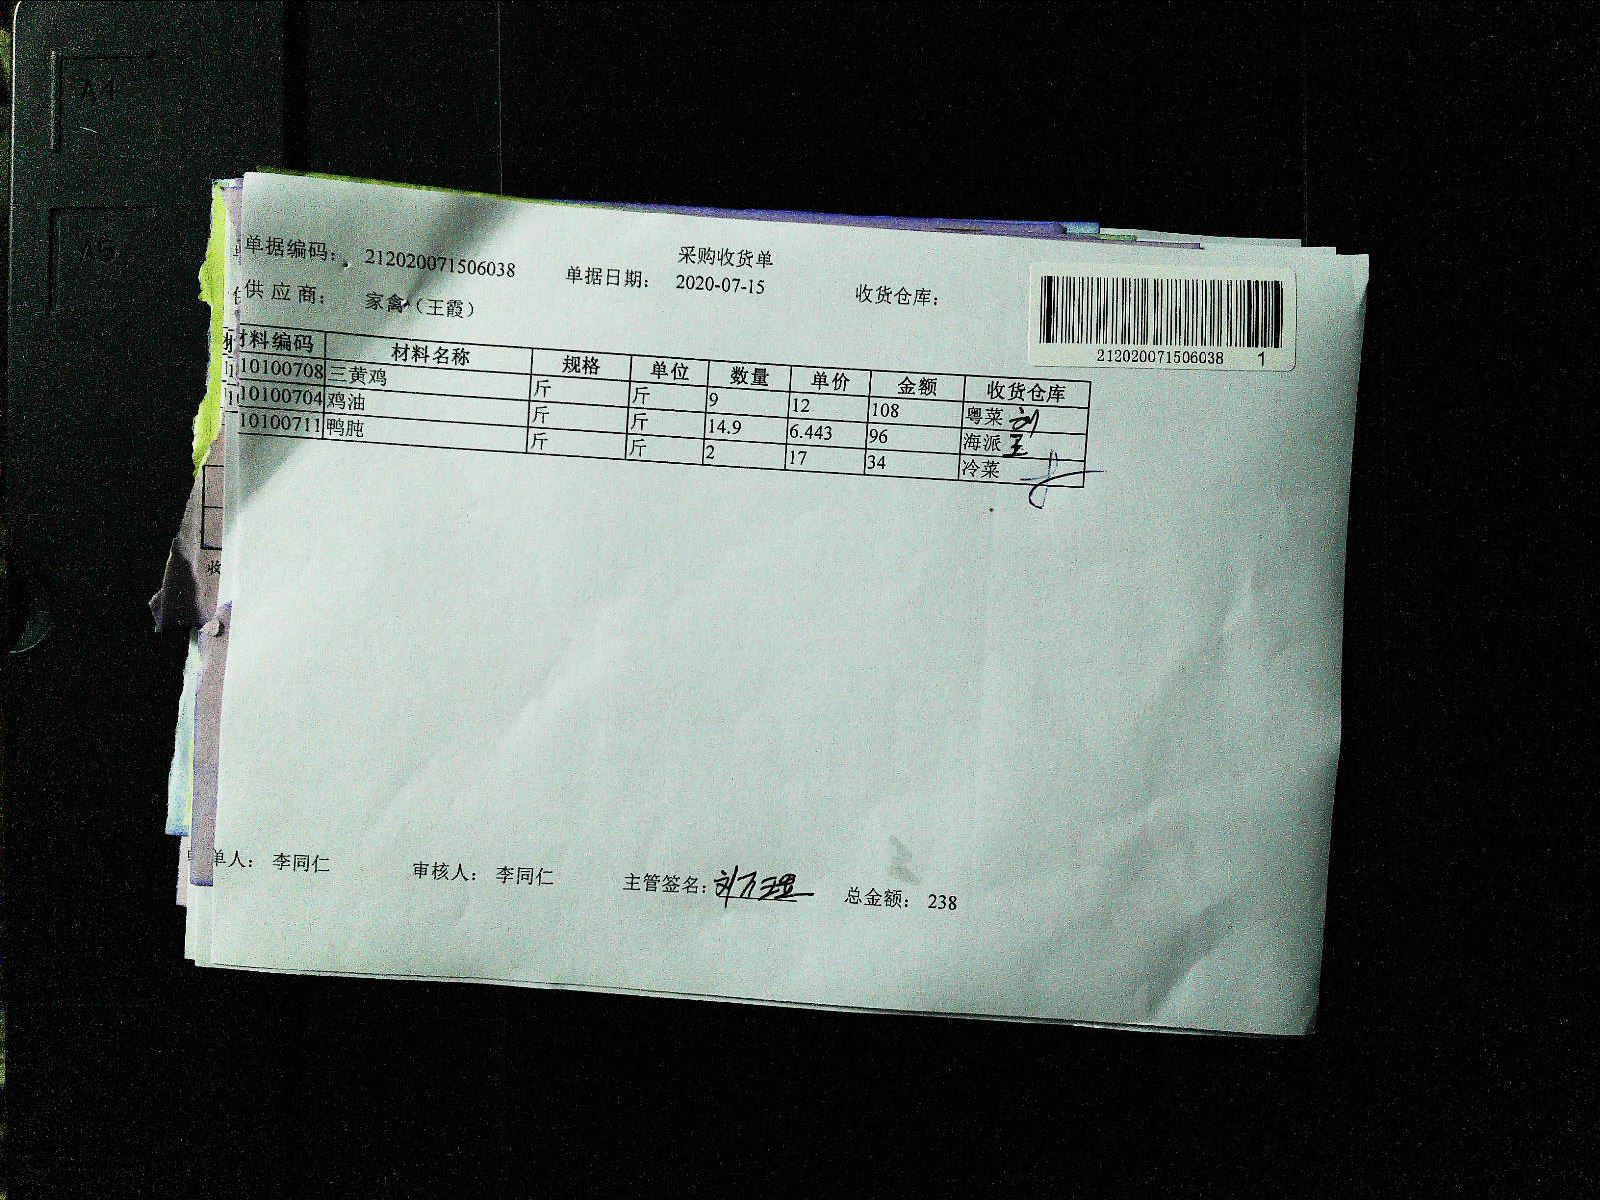 A4
A5
采购收货单
单据编码: 212020071506038 单据日期: 2020-07-15 收货仓库:
供应商: 家禽(王霞)
212020071506038 1
材料编码 材料名称 规格 单位 数量 单价 金额 收货仓库
10100708 三黄鸡 斤 斤 9 12 108 粤菜 刘
10100704 鸡油 斤 斤 14.9 6.443 96 海派 王
10100711 鸭肫 斤 斤 2 17 34 冷菜
收
单人: 李同仁 审核人: 李同仁 主管签名: 总金额: 238